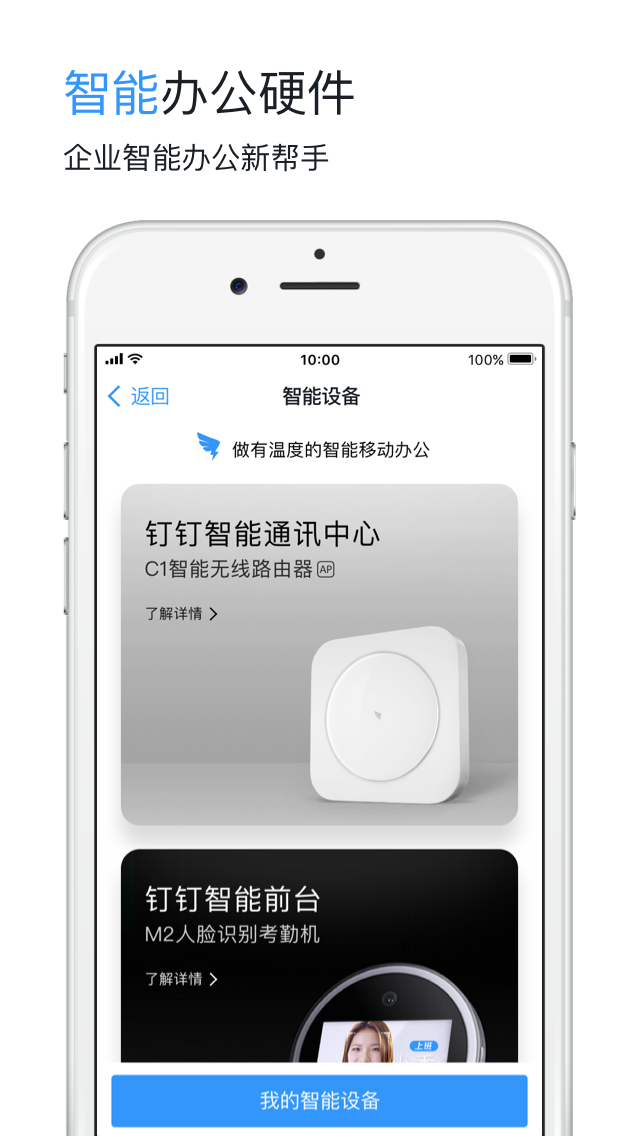 智能办公硬件
企业智能办公新帮手
10:00
100%
返回
智能设备
做有温度的智能移动办公
钉钉智能通讯中心
C1智能无线路由器 AP
了解详情
钉钉智能前台
M2人脸识别考勤机
了解详情
上班
我的智能设备